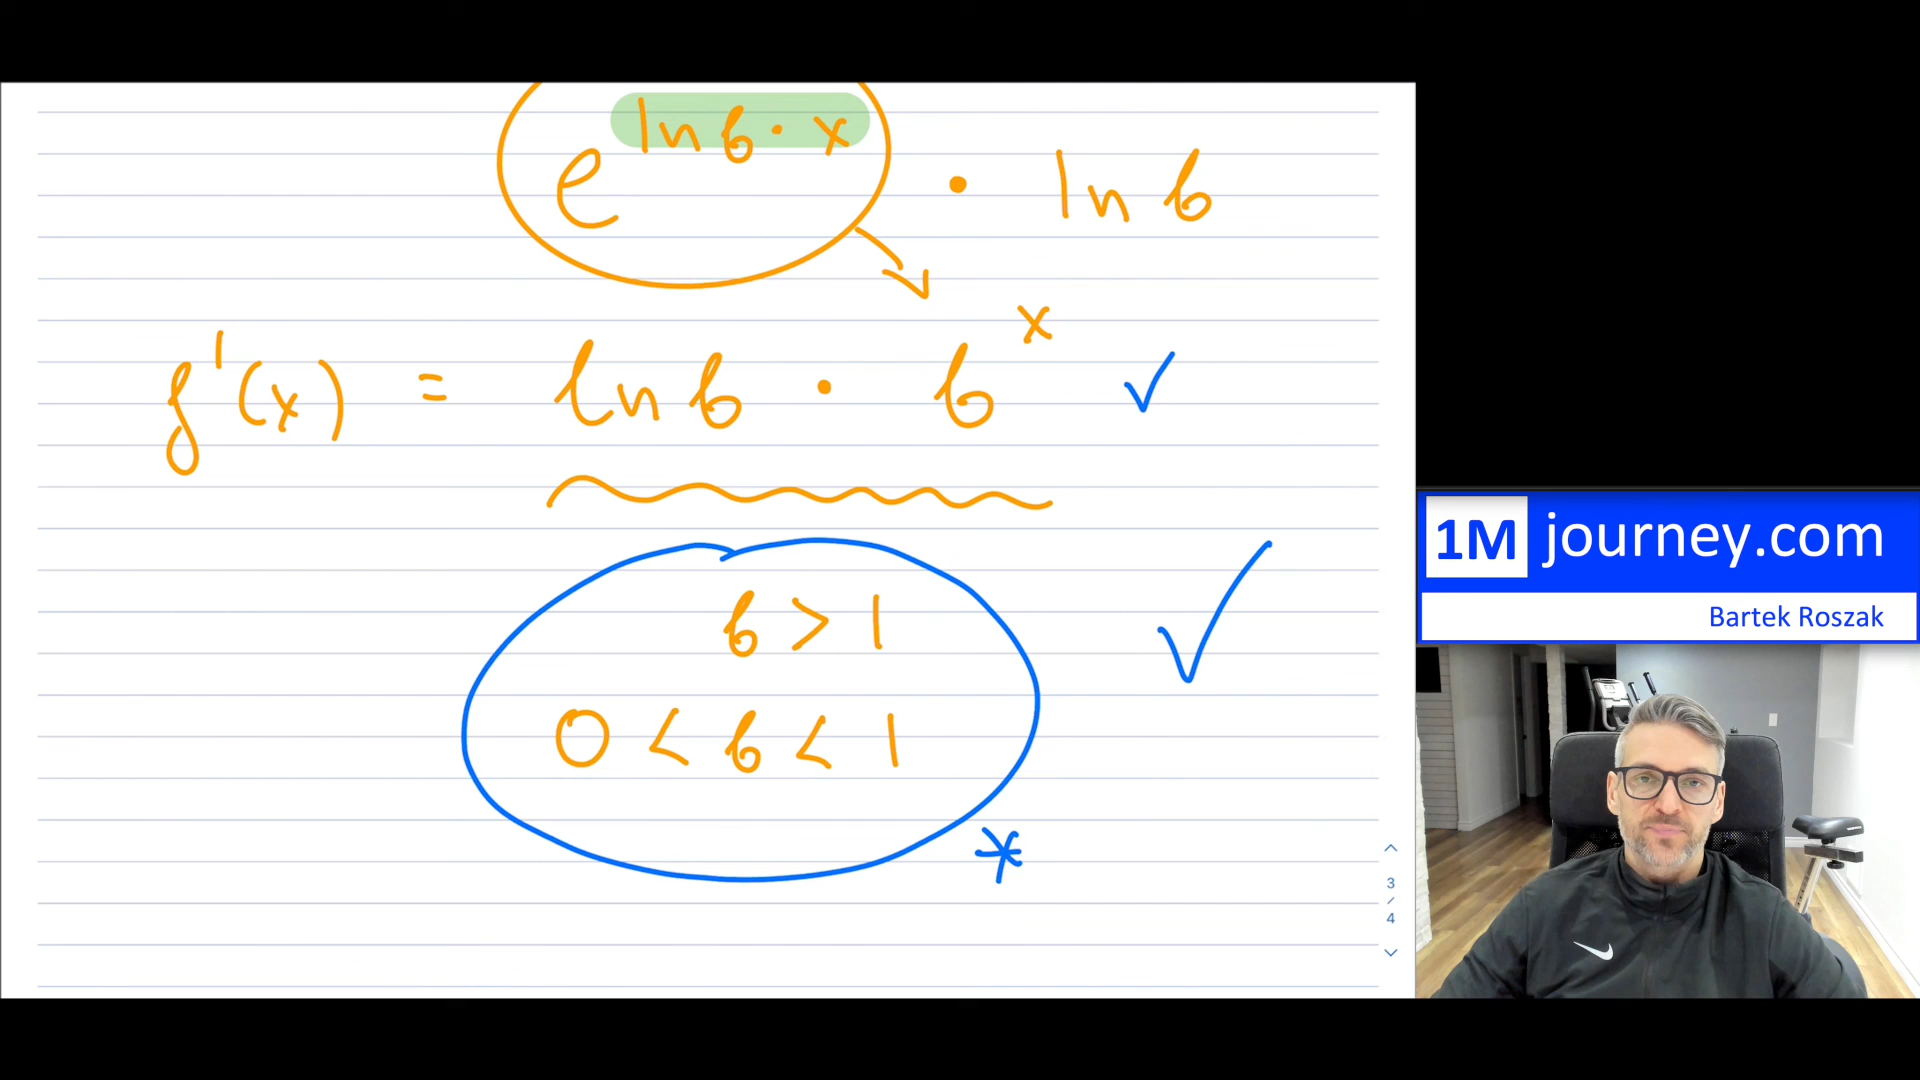 e^{ln b · x} · ln b
f'(x) = ln b · b^x ✓
b > 1
0 < b < 1 ✓
*
3
/
4
1M journey.com
Bartek Roszak